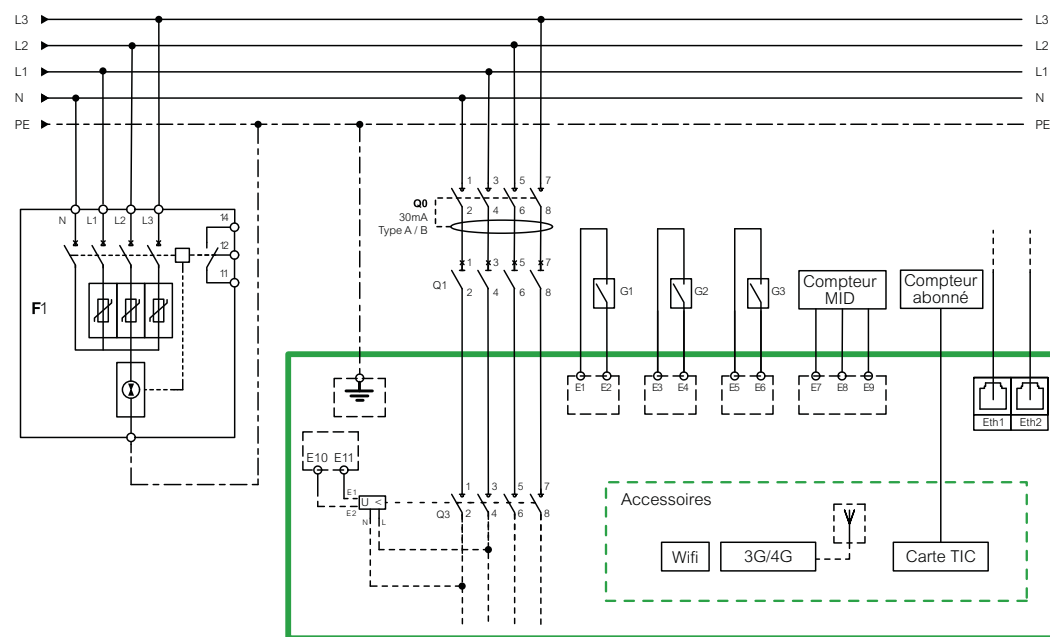 L3 L3
L2 L2
L1 L1
N N
PE PE
1 3 5 7
Q0
30mA
Type A / B
2 4 6 8
N L1 L2 L3 14
12
11
F1
1 3 5 7
Q1
2 4 6 8
G1 G2 G3
Compteur
MID
Compteur
abonné
E1 E2 E3 E4 E5 E6 E7 E8 E9
Eth1 Eth2
E10 E11
E1
E2
U <
N L
1 3 5 7
Q3
2 4 6 8
Accessoires
Wifi 3G/4G Carte TIC